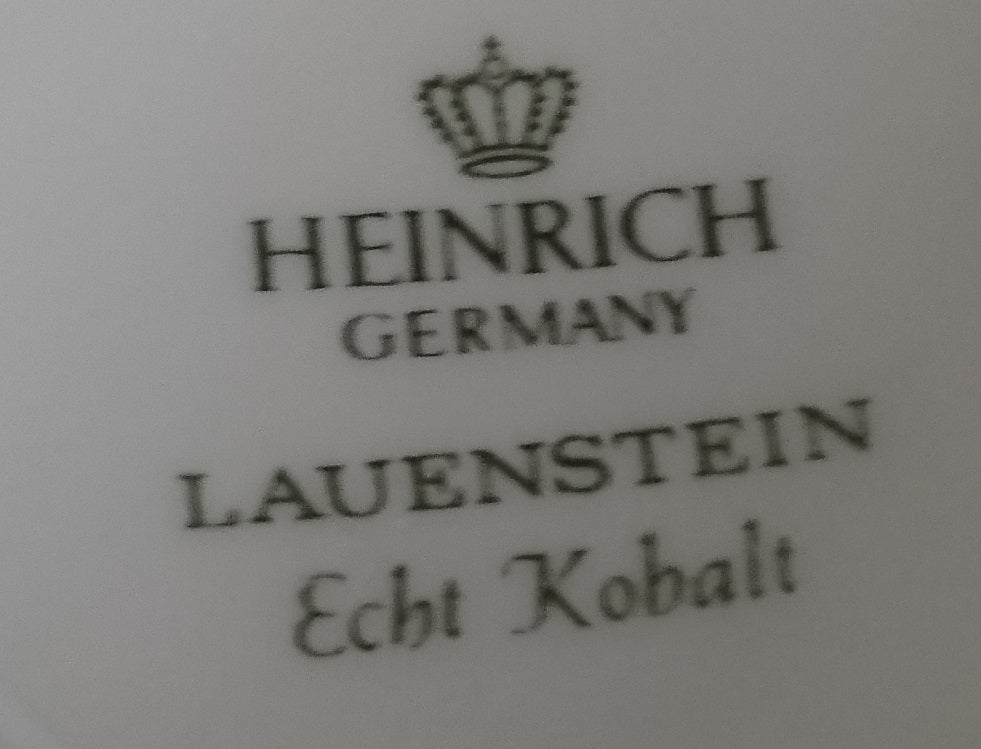 HEINRICH
GERMANY
LAUENSTEIN
Echt Kobalt